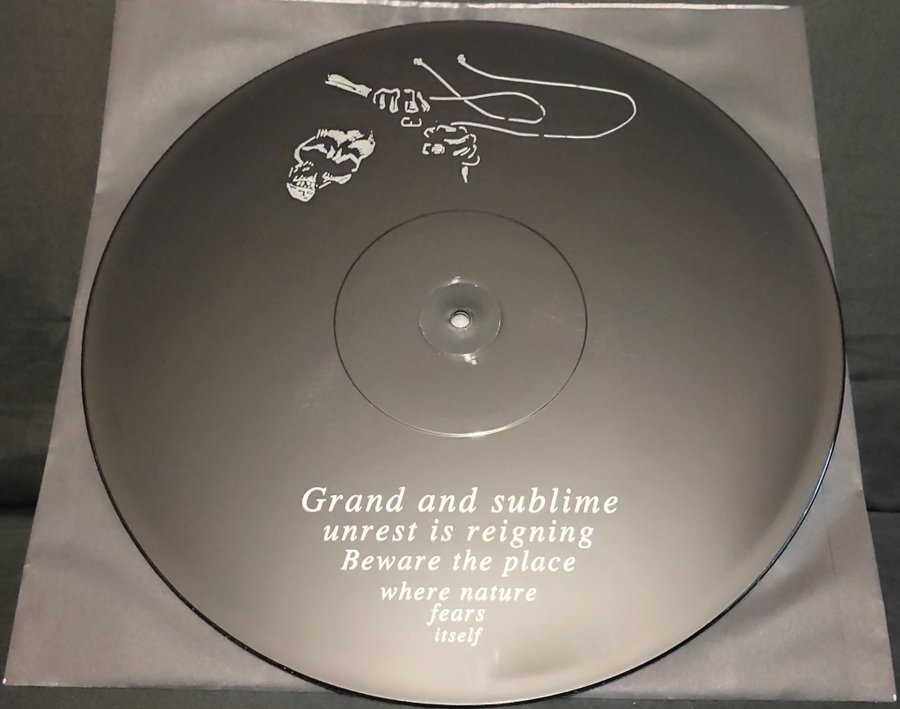 Grand and sublime
unrest is reigning
Beware the place
where nature
fears
itself